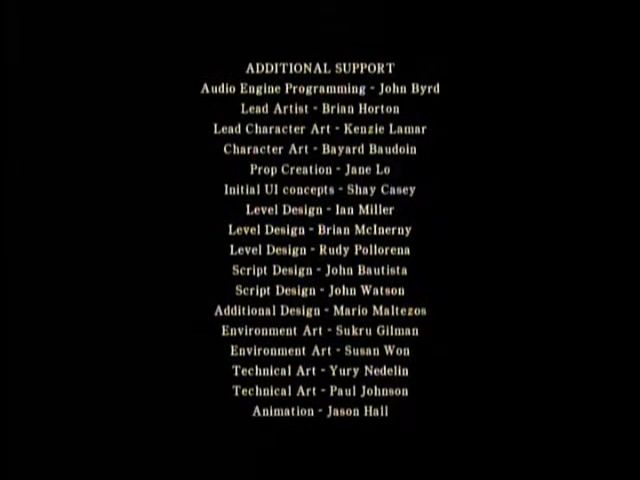 ADDITIONAL SUPPORT
Audio Engine Programming - John Byrd
Lead Artist - Brian Horton
Lead Character Art - Kenzie Lamar
Character Art - Bayard Baudoin
Prop Creation - Jane Lo
Initial UI concepts - Shay Casey
Level Design - Ian Miller
Level Design - Brian McInerny
Level Design - Rudy Pollorena
Script Design - John Bautista
Script Design - John Watson
Additional Design - Mario Maltezos
Environment Art - Sukru Gilman
Environment Art - Susan Won
Technical Art - Yury Nedelin
Technical Art - Paul Johnson
Animation - Jason Hall